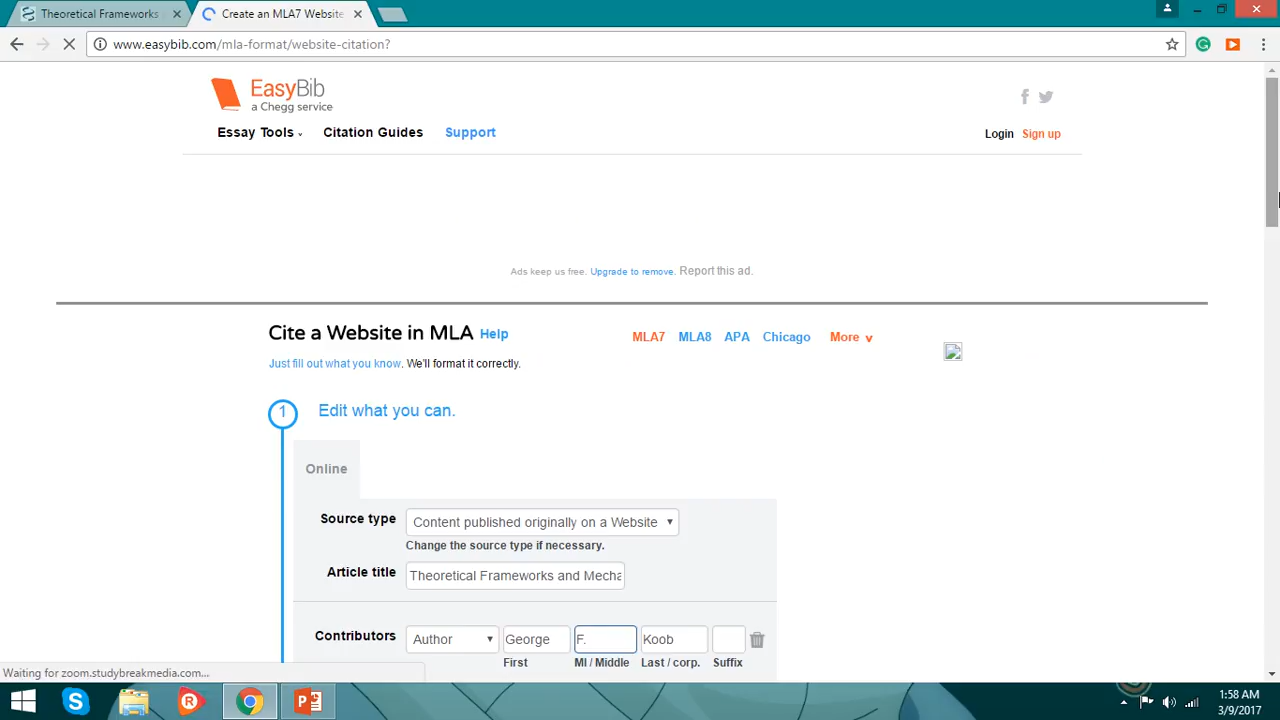 Theoretical Frameworks
Create an MLA7 Website
www.easybib.com/mla-format/website-citation?
EasyBib
a Chegg service
Essay Tools
Citation Guides
Support
Login
Sign up
Ads keep us free. Upgrade to remove. Report this ad.
Cite a Website in MLA Help
MLA7 MLA8 APA Chicago More v
Just fill out what you know. We'll format it correctly.
1 Edit what you can.
Online
Source type Content published originally on a Website
Change the source type if necessary.
Article title Theoretical Frameworks and Mecha
Contributors Author George F. Koob
First MI / Middle Last / corp. Suffix
Waiting for zoom.studybreakmedia.com...
1:58 AM
3/9/2017